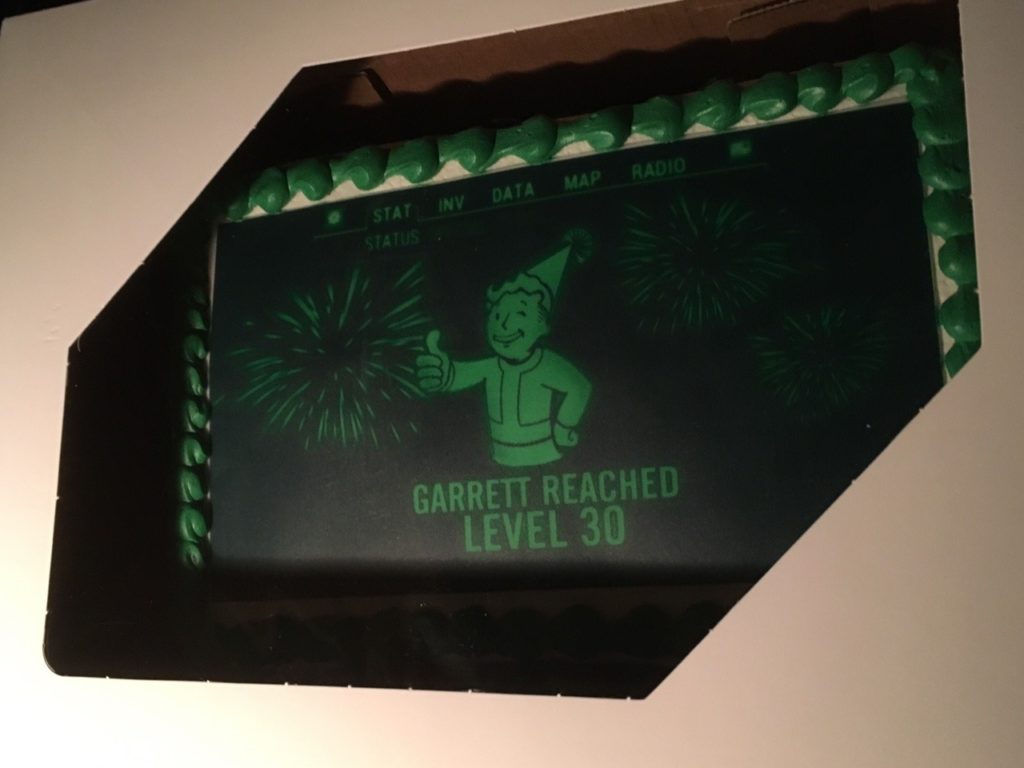 STAT INV DATA MAP RADIO
STATUS
GARRETT REACHED
LEVEL 30